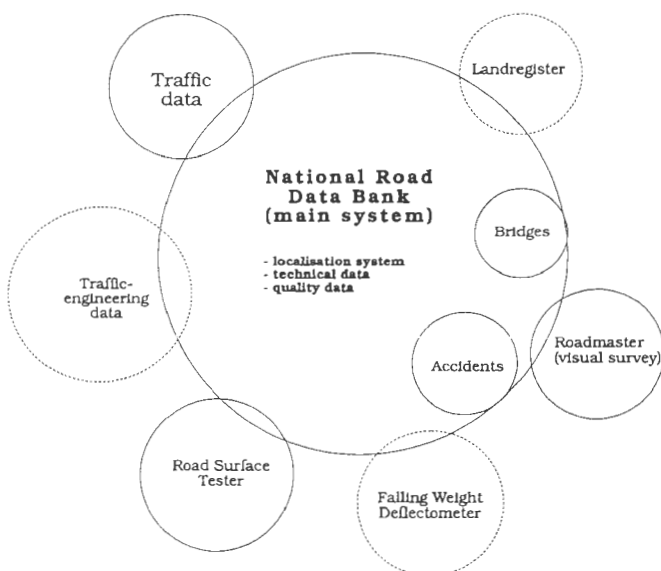 Traffic
data
Landregister
National Road
Data Bank
(main system)
- localisation system
- technical data
- quality data
Bridges
Traffic-
engineering
data
Roadmaster
(visual survey)
Accidents
Road Surface
Tester
Falling Weight
Deflectometer